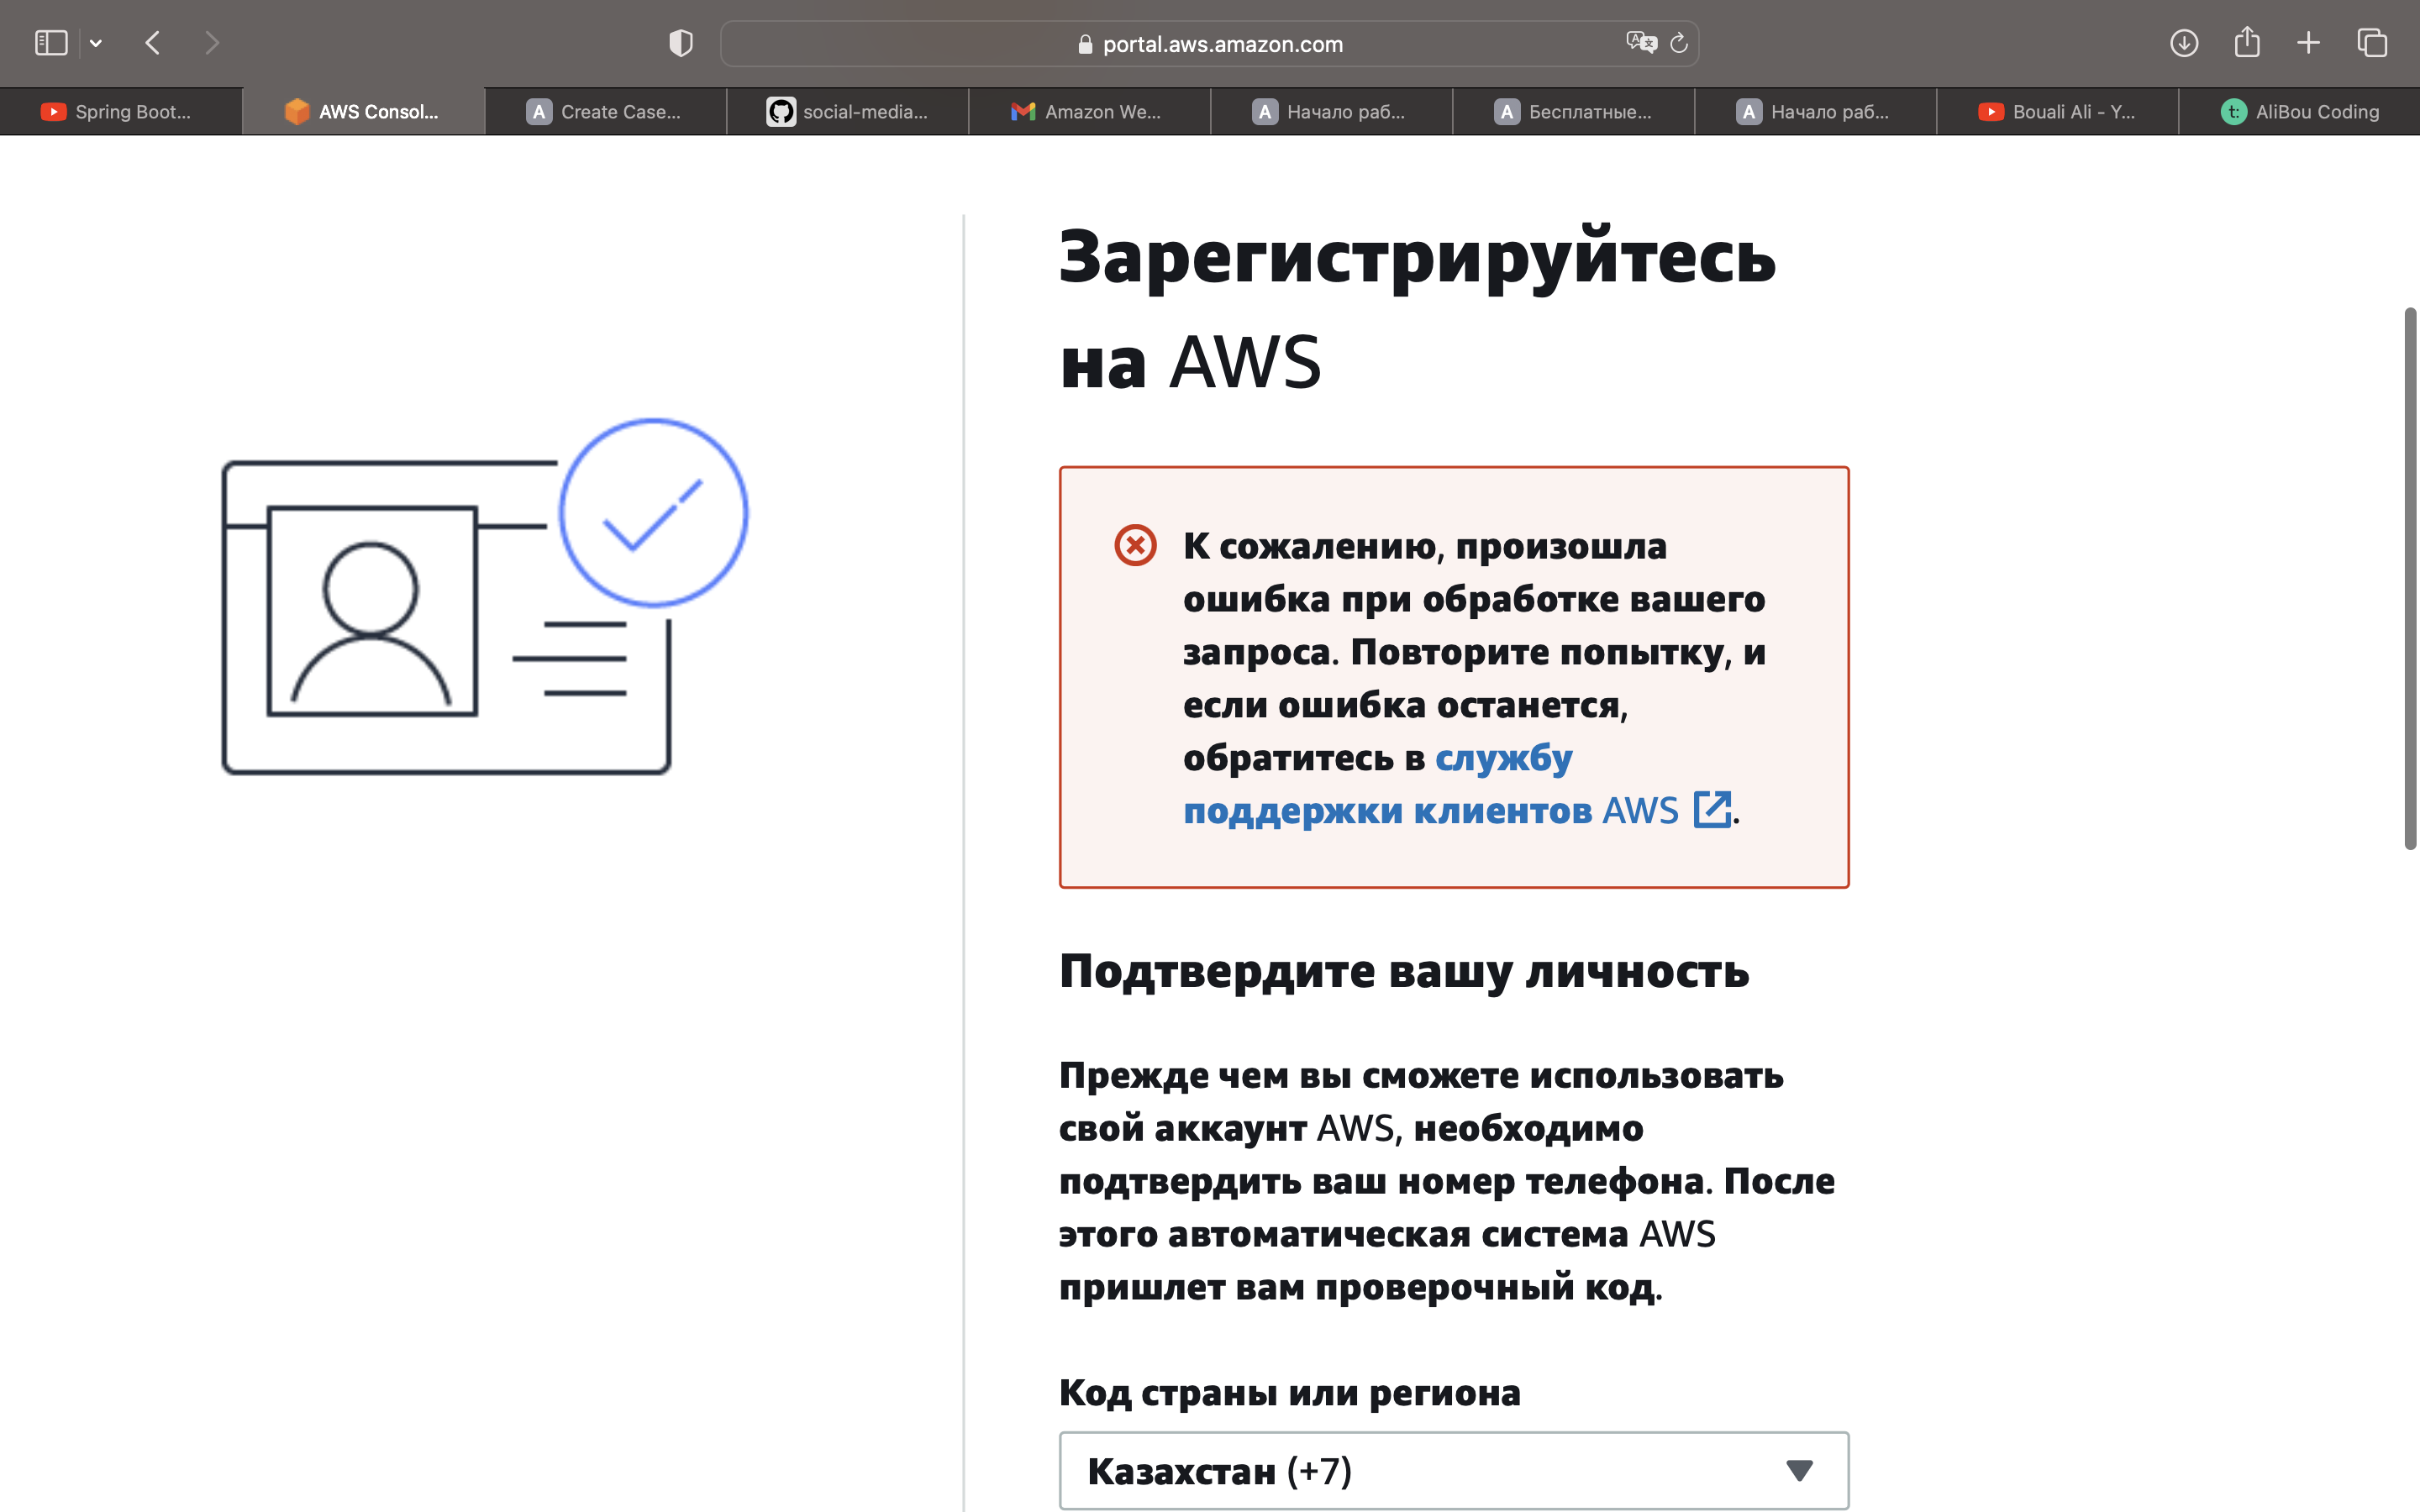 portal.aws.amazon.com
Spring Boot...
AWS Consol...
A Create Case...
social-media...
Amazon We...
A Начало раб...
A Бесплатные...
A Начало раб...
Bouali Ali - Y...
t: AliBou Coding
Зарегистрируйтесь
на AWS
К сожалению, произошла
ошибка при обработке вашего
запроса. Повторите попытку, и
если ошибка останется,
обратитесь в службу
поддержки клиентов AWS .
Подтвердите вашу личность
Прежде чем вы сможете использовать
свой аккаунт AWS, необходимо
подтвердить ваш номер телефона. После
этого автоматическая система AWS
пришлет вам проверочный код.
Код страны или региона
Казахстан (+7)